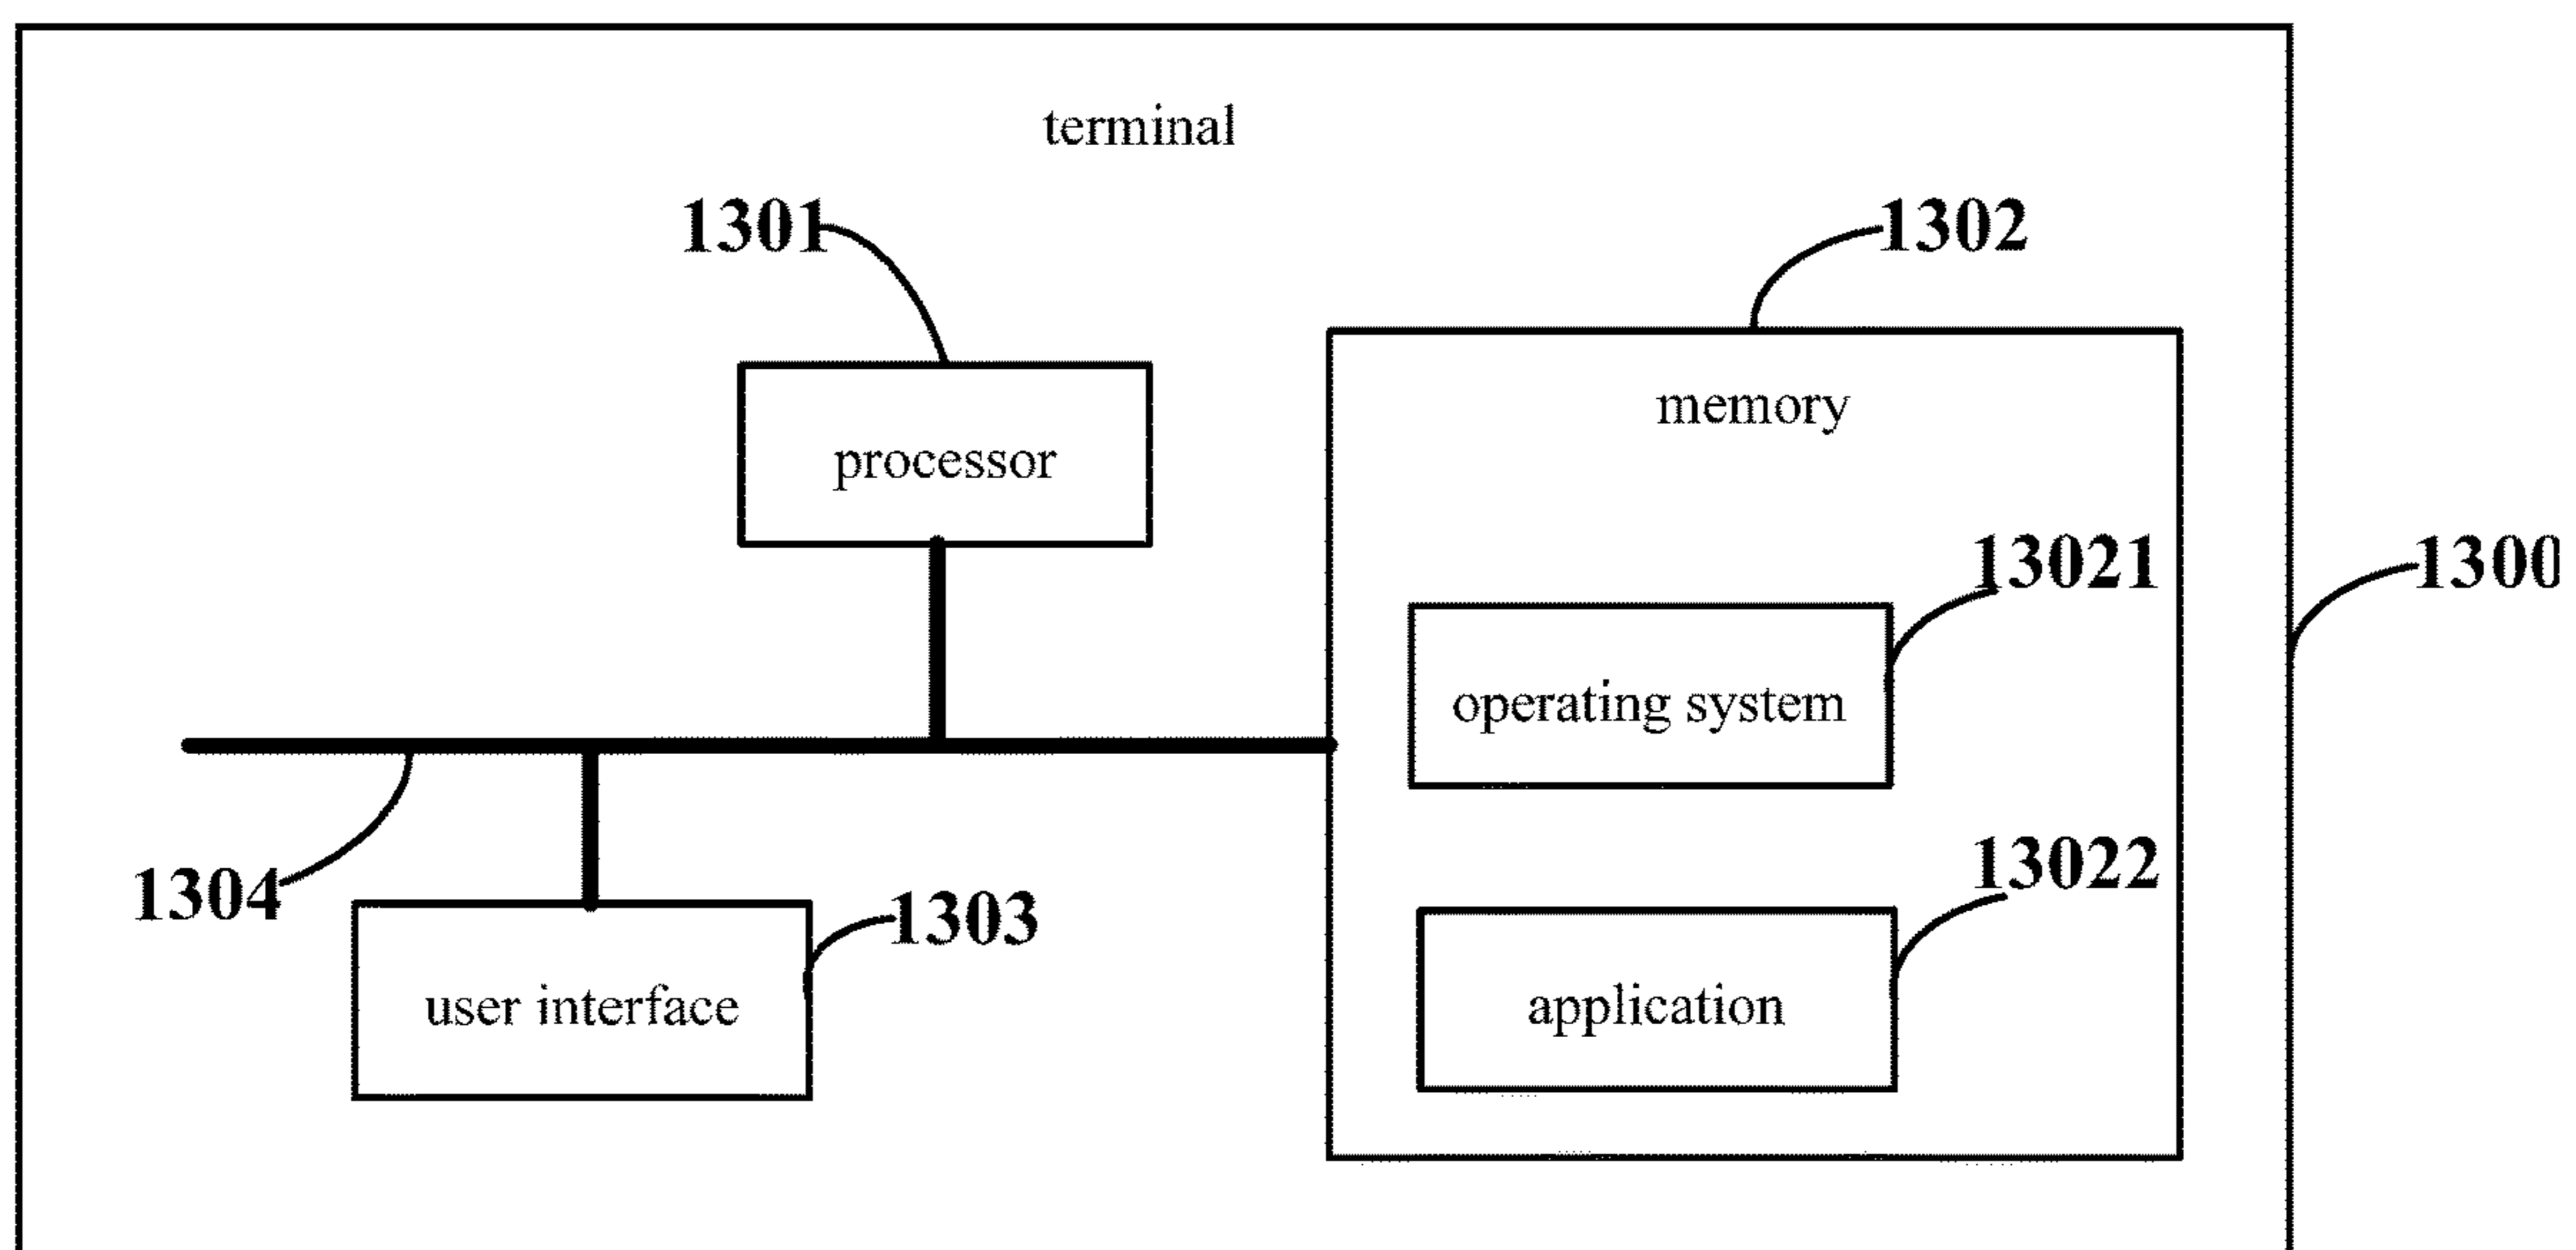 terminal
1301
1302
processor
memory
13021
1300
operating system
1304
1303
13022
user interface
application